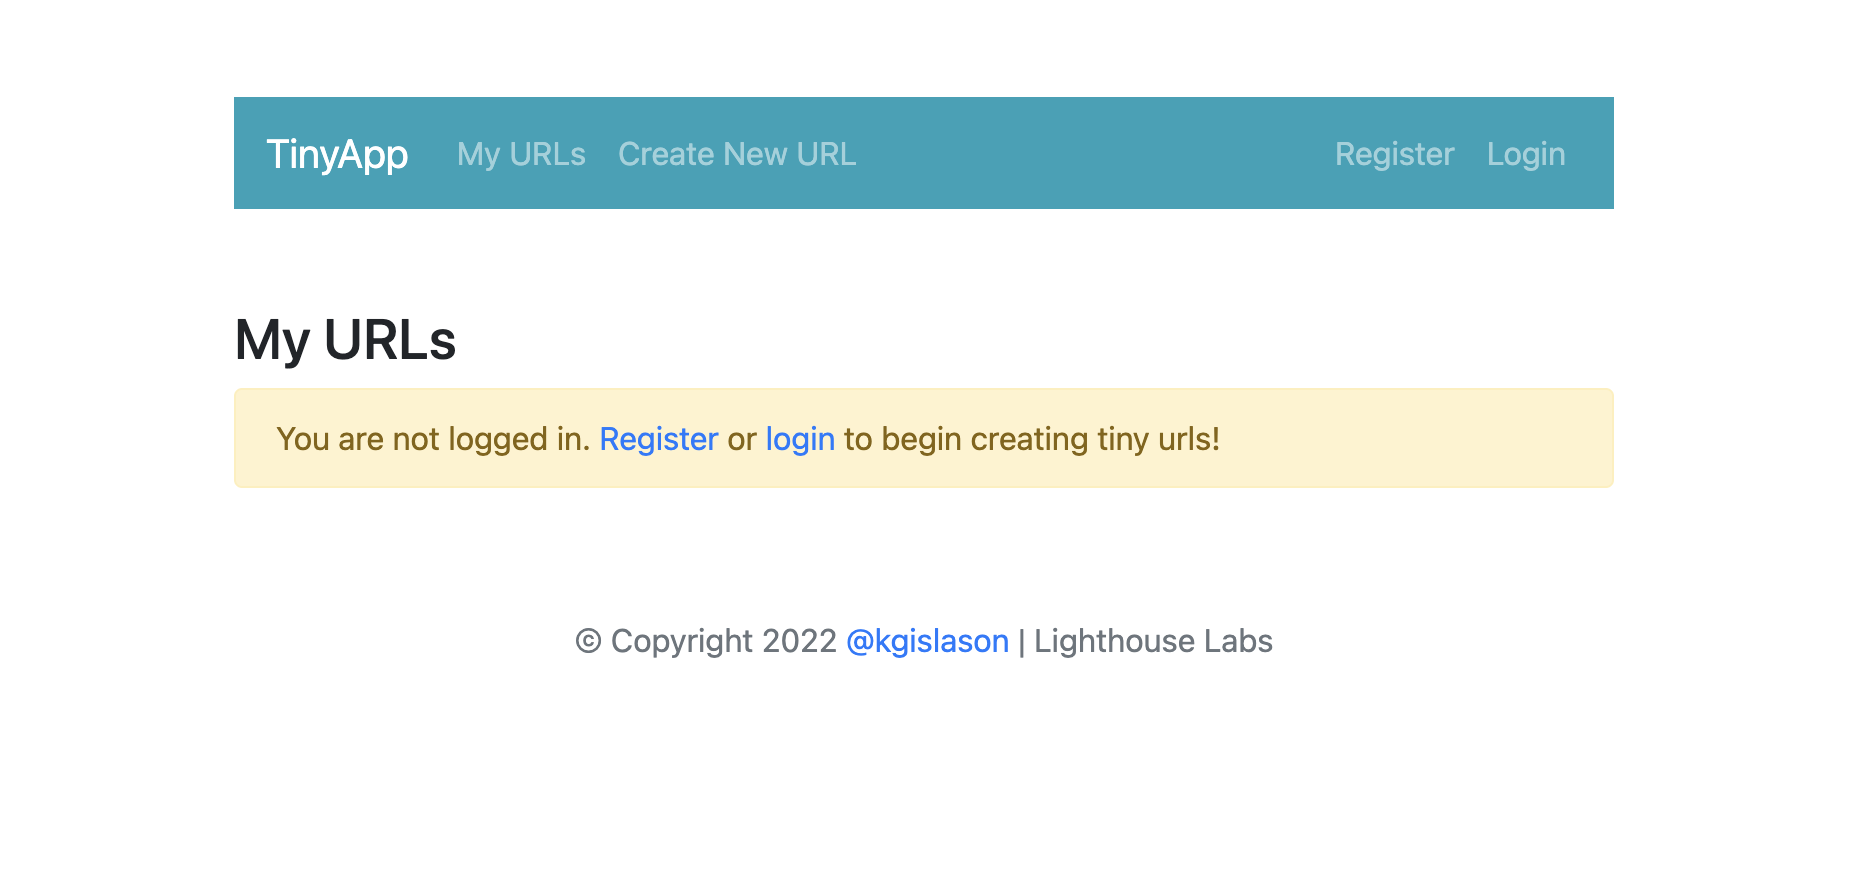 TinyApp My URLs Create New URL Register Login
My URLs
You are not logged in. Register or login to begin creating tiny urls!
© Copyright 2022 @kgislason | Lighthouse Labs